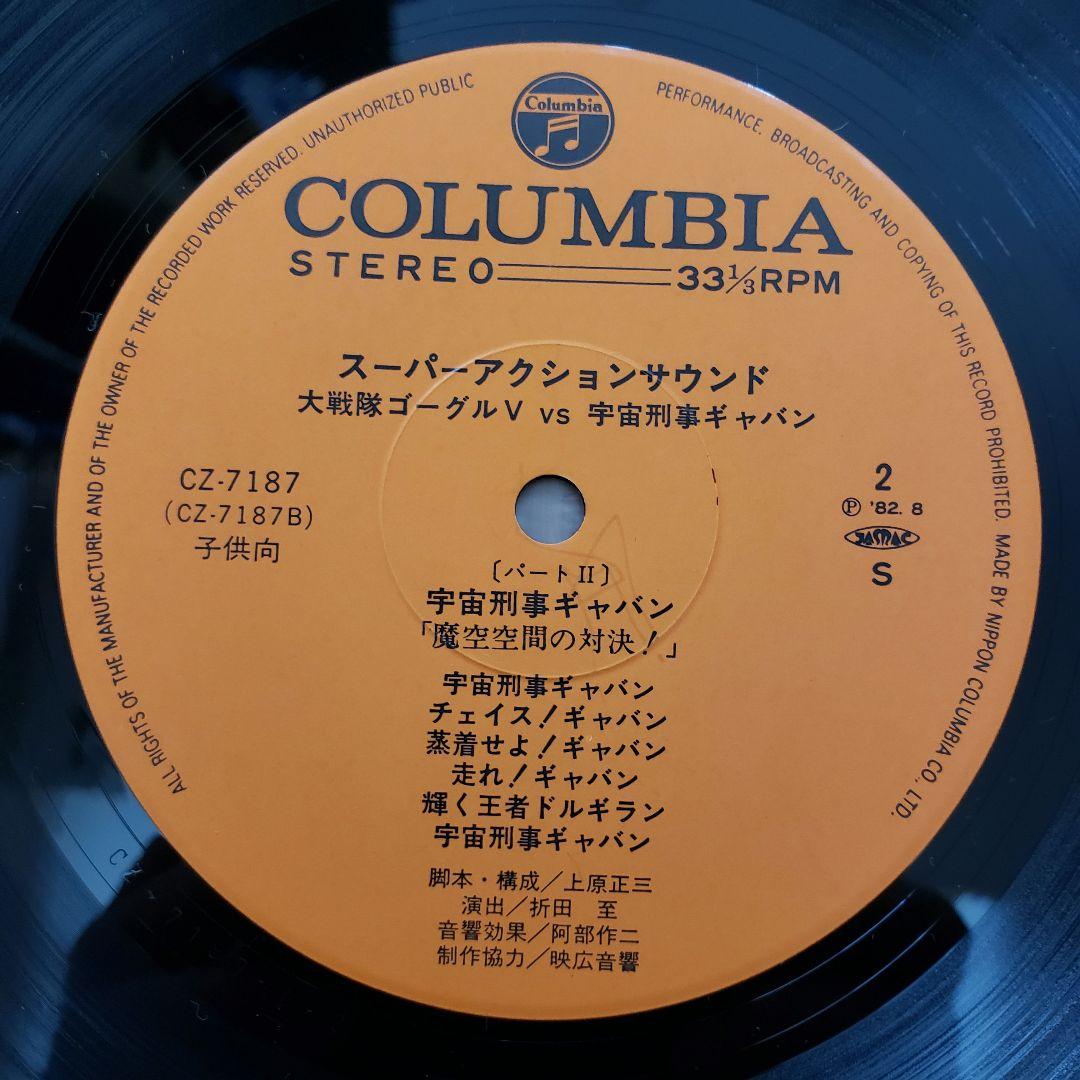 Columbia
COLUMBIA
STEREO 33⅓RPM
スーパーアクションサウンド
大戦隊ゴーグルV vs 宇宙刑事ギャバン
CZ-7187
(CZ-7187B)
子供向
2
Ⓟ '82. 8
JASRAC
S
〔パートII〕
宇宙刑事ギャバン
「魔空空間の対決!」
宇宙刑事ギャバン
チェイス!ギャバン
蒸着せよ!ギャバン
走れ!ギャバン
輝く王者ドルギラン
宇宙刑事ギャバン
脚本・構成/上原正三
演出/折田 至
音響効果/阿部作二
制作協力/映広音響
ALL RIGHTS OF THE MANUFACTURER AND OF THE OWNER OF THE RECORDED WORK RESERVED. UNAUTHORIZED PUBLIC PERFORMANCE. BROADCASTING AND COPYING OF THIS RECORD PROHIBITED. MADE BY NIPPON COLUMBIA CO., LTD.